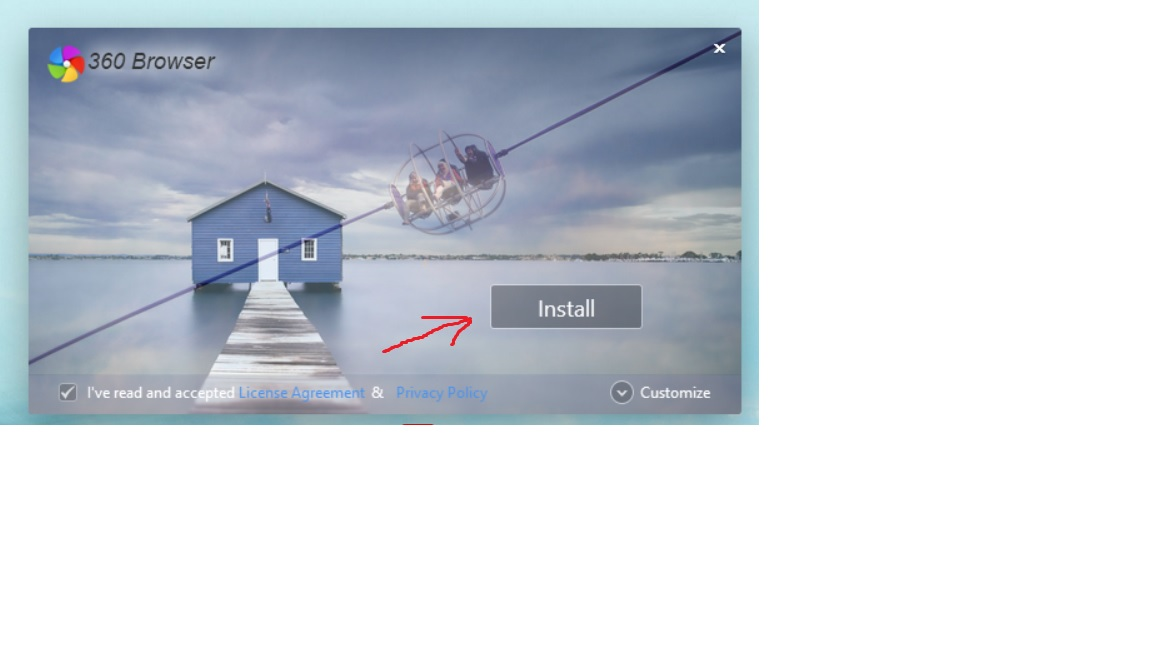 360 Browser
Install
I've read and accepted License Agreement & Privacy Policy
Customize